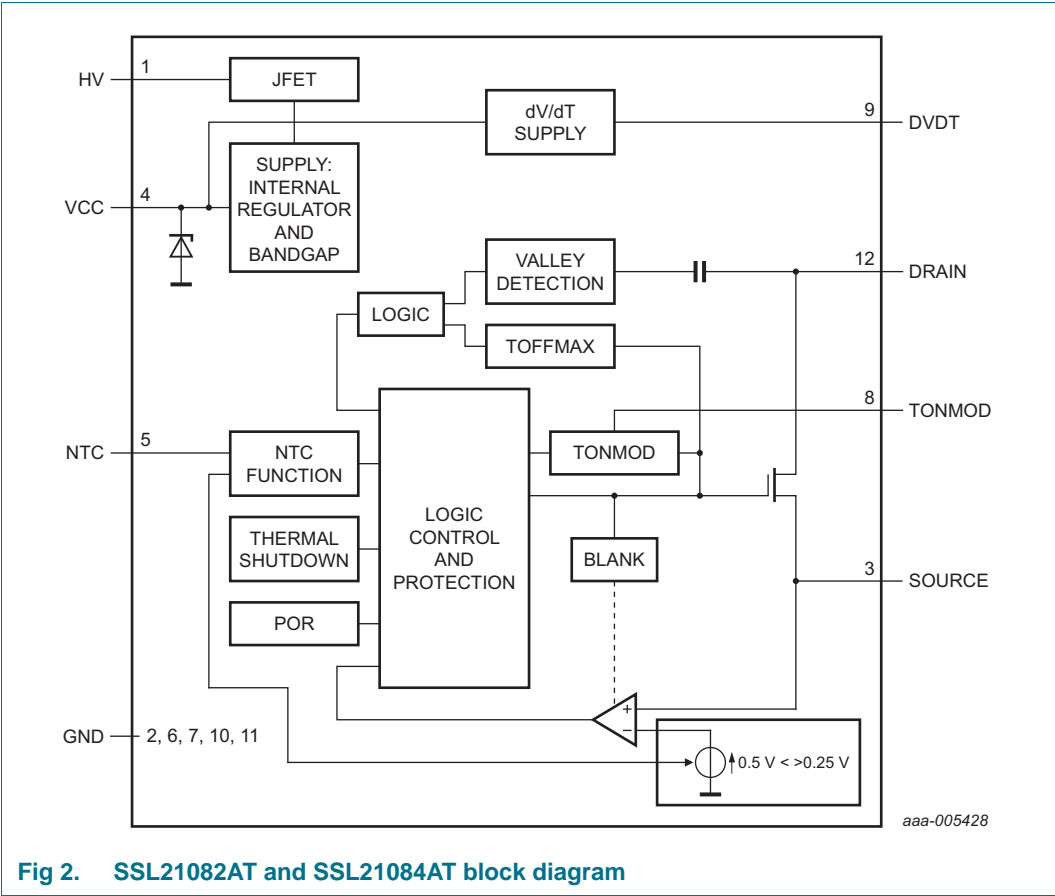 HV
1
JFET
dV/dT
SUPPLY
9
DVDT
SUPPLY:
INTERNAL
REGULATOR
AND
BANDGAP
VCC
4
VALLEY
DETECTION
12
DRAIN
LOGIC
TOFFMAX
8
TONMOD
NTC
5
NTC
FUNCTION
TONMOD
LOGIC
CONTROL
AND
PROTECTION
THERMAL
SHUTDOWN
BLANK
3
SOURCE
POR
+
−
GND
2, 6, 7, 10, 11
0.5 V < >0.25 V
aaa-005428
Fig 2. SSL21082AT and SSL21084AT block diagram